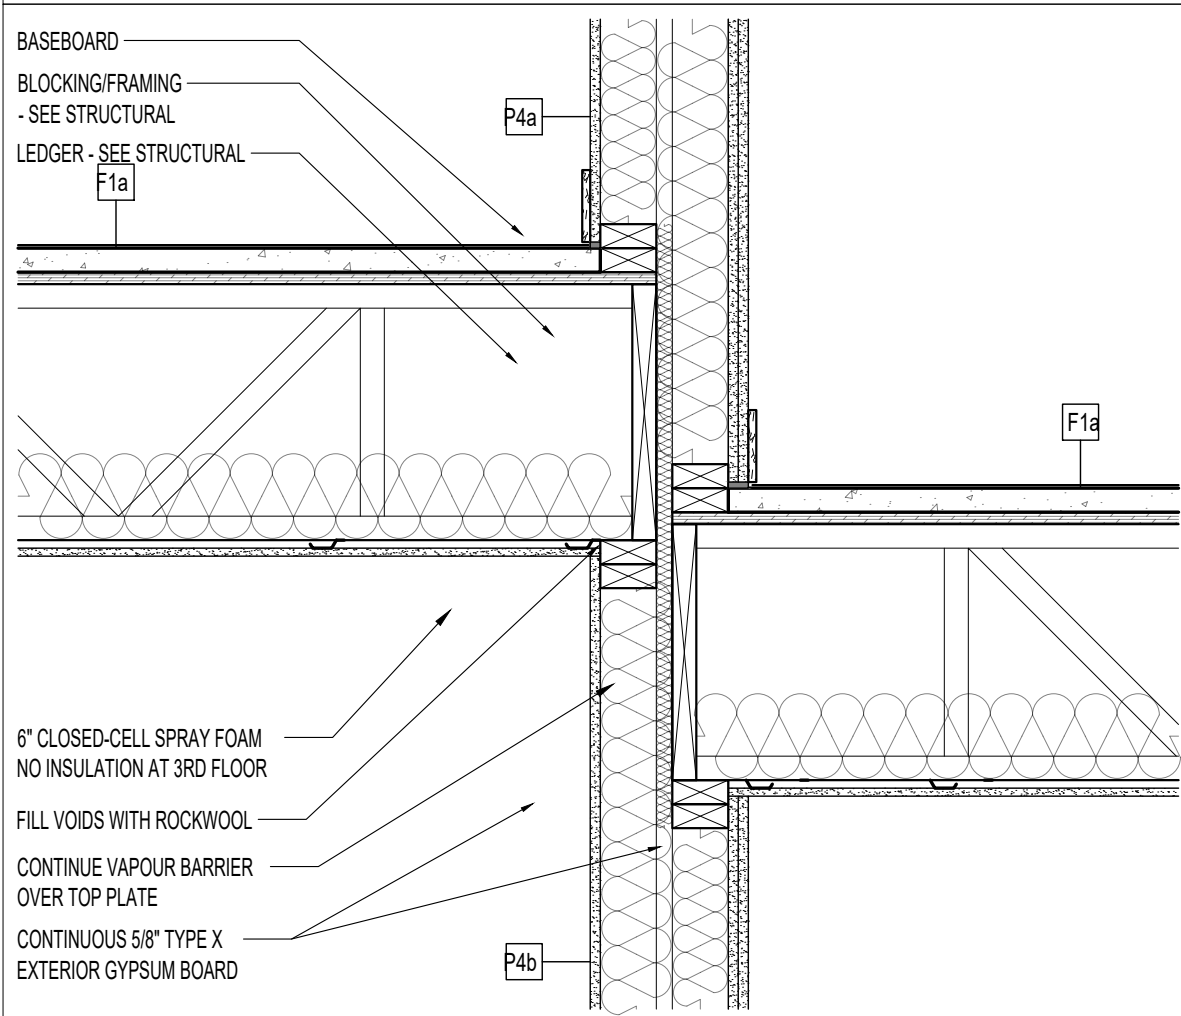 BASEBOARD
BLOCKING/FRAMING
- SEE STRUCTURAL
LEDGER - SEE STRUCTURAL
F1a
P4a
F1a
6" CLOSED-CELL SPRAY FOAM
NO INSULATION AT 3RD FLOOR
FILL VOIDS WITH ROCKWOOL
CONTINUE VAPOUR BARRIER
OVER TOP PLATE
CONTINUOUS 5/8" TYPE X
EXTERIOR GYPSUM BOARD
P4b